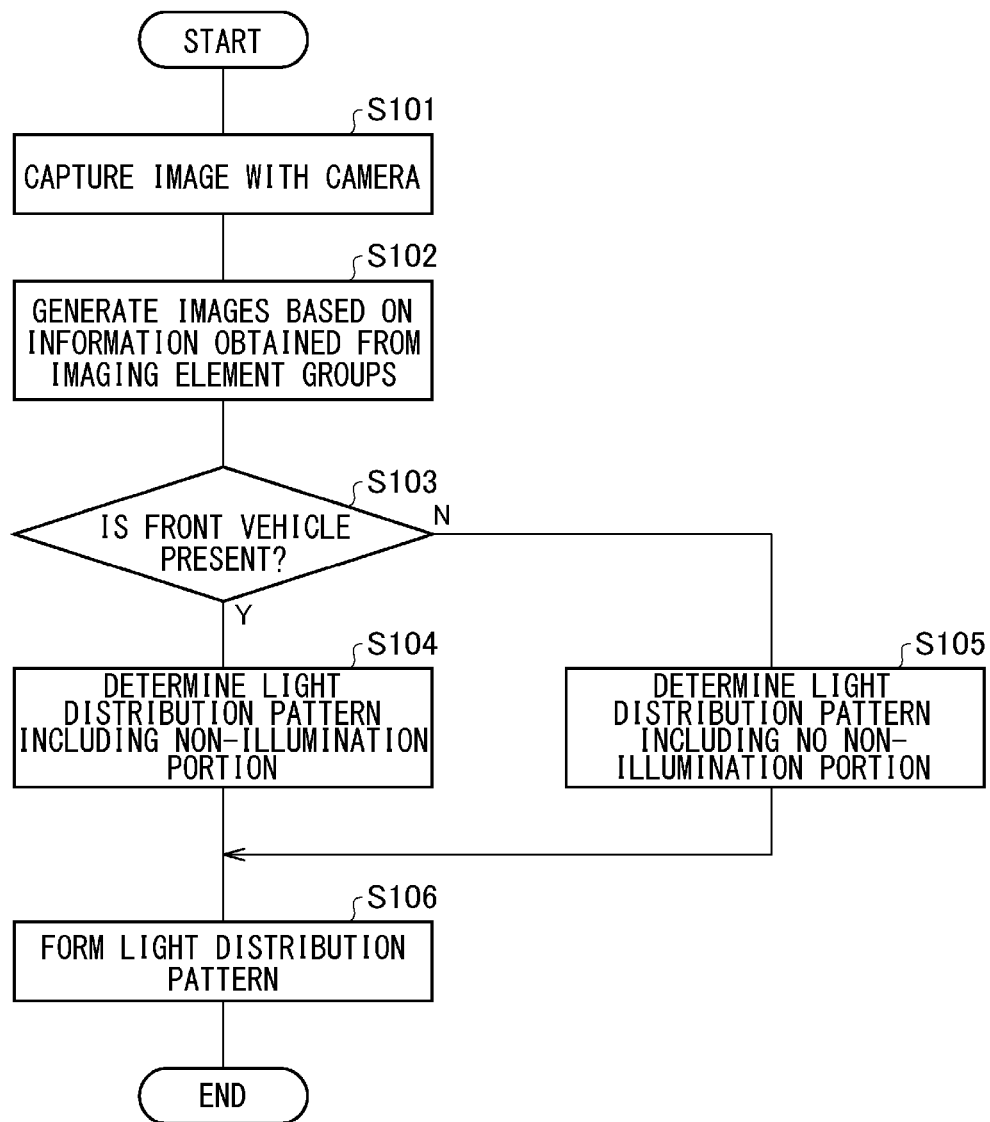 START
S101
CAPTURE IMAGE WITH CAMERA
S102
GENERATE IMAGES BASED ON
INFORMATION OBTAINED FROM
IMAGING ELEMENT GROUPS
S103
IS FRONT VEHICLE
PRESENT?
N
Y
S104
DETERMINE LIGHT
DISTRIBUTION PATTERN
INCLUDING NON-ILLUMINATION
PORTION
S105
DETERMINE LIGHT
DISTRIBUTION PATTERN
INCLUDING NO NON-
ILLUMINATION PORTION
S106
FORM LIGHT DISTRIBUTION
PATTERN
END